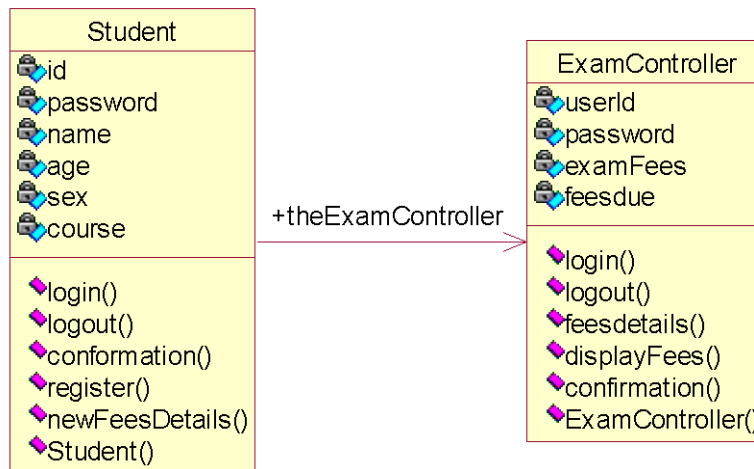 Student
id
password
name
age
sex
course
login()
logout()
conformation()
register()
newFeesDetails()
Student()
+theExamController
ExamController
userId
password
examFees
feesdue
login()
logout()
feesdetails()
displayFees()
confirmation()
ExamController()